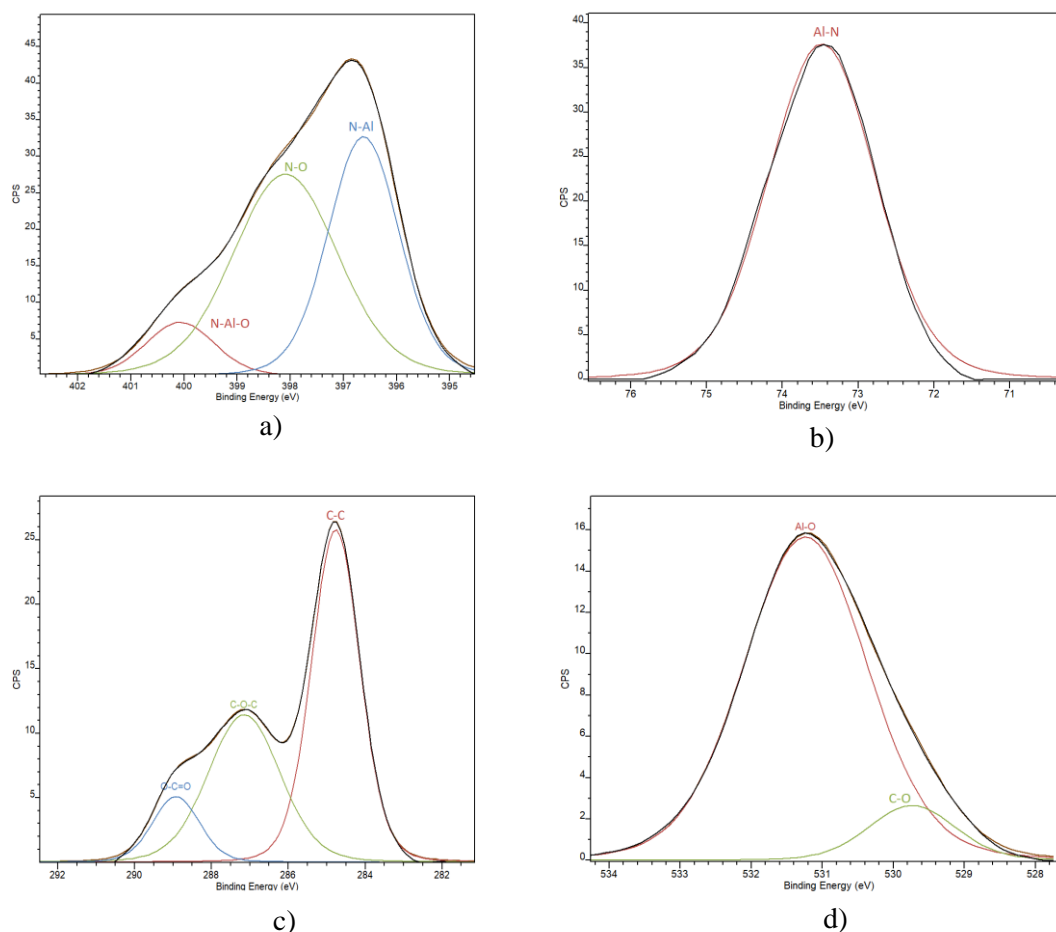 45
40
35
30
25
20
15
10
5
CPS
N-Al
N-O
N-Al-O
402 401 400 399 398 397 396 395
Binding Energy (eV)
a)
40
35
30
25
20
15
10
5
0
CPS
Al-N
76 75 74 73 72 71
Binding Energy (eV)
b)
25
20
15
10
5
CPS
C-C
C-O-C
O-C=O
292 290 288 286 284 282
Binding Energy (eV)
c)
16
14
12
10
8
6
4
2
0
CPS
Al-O
C-O
534 533 532 531 530 529 528
Binding Energy (eV)
d)